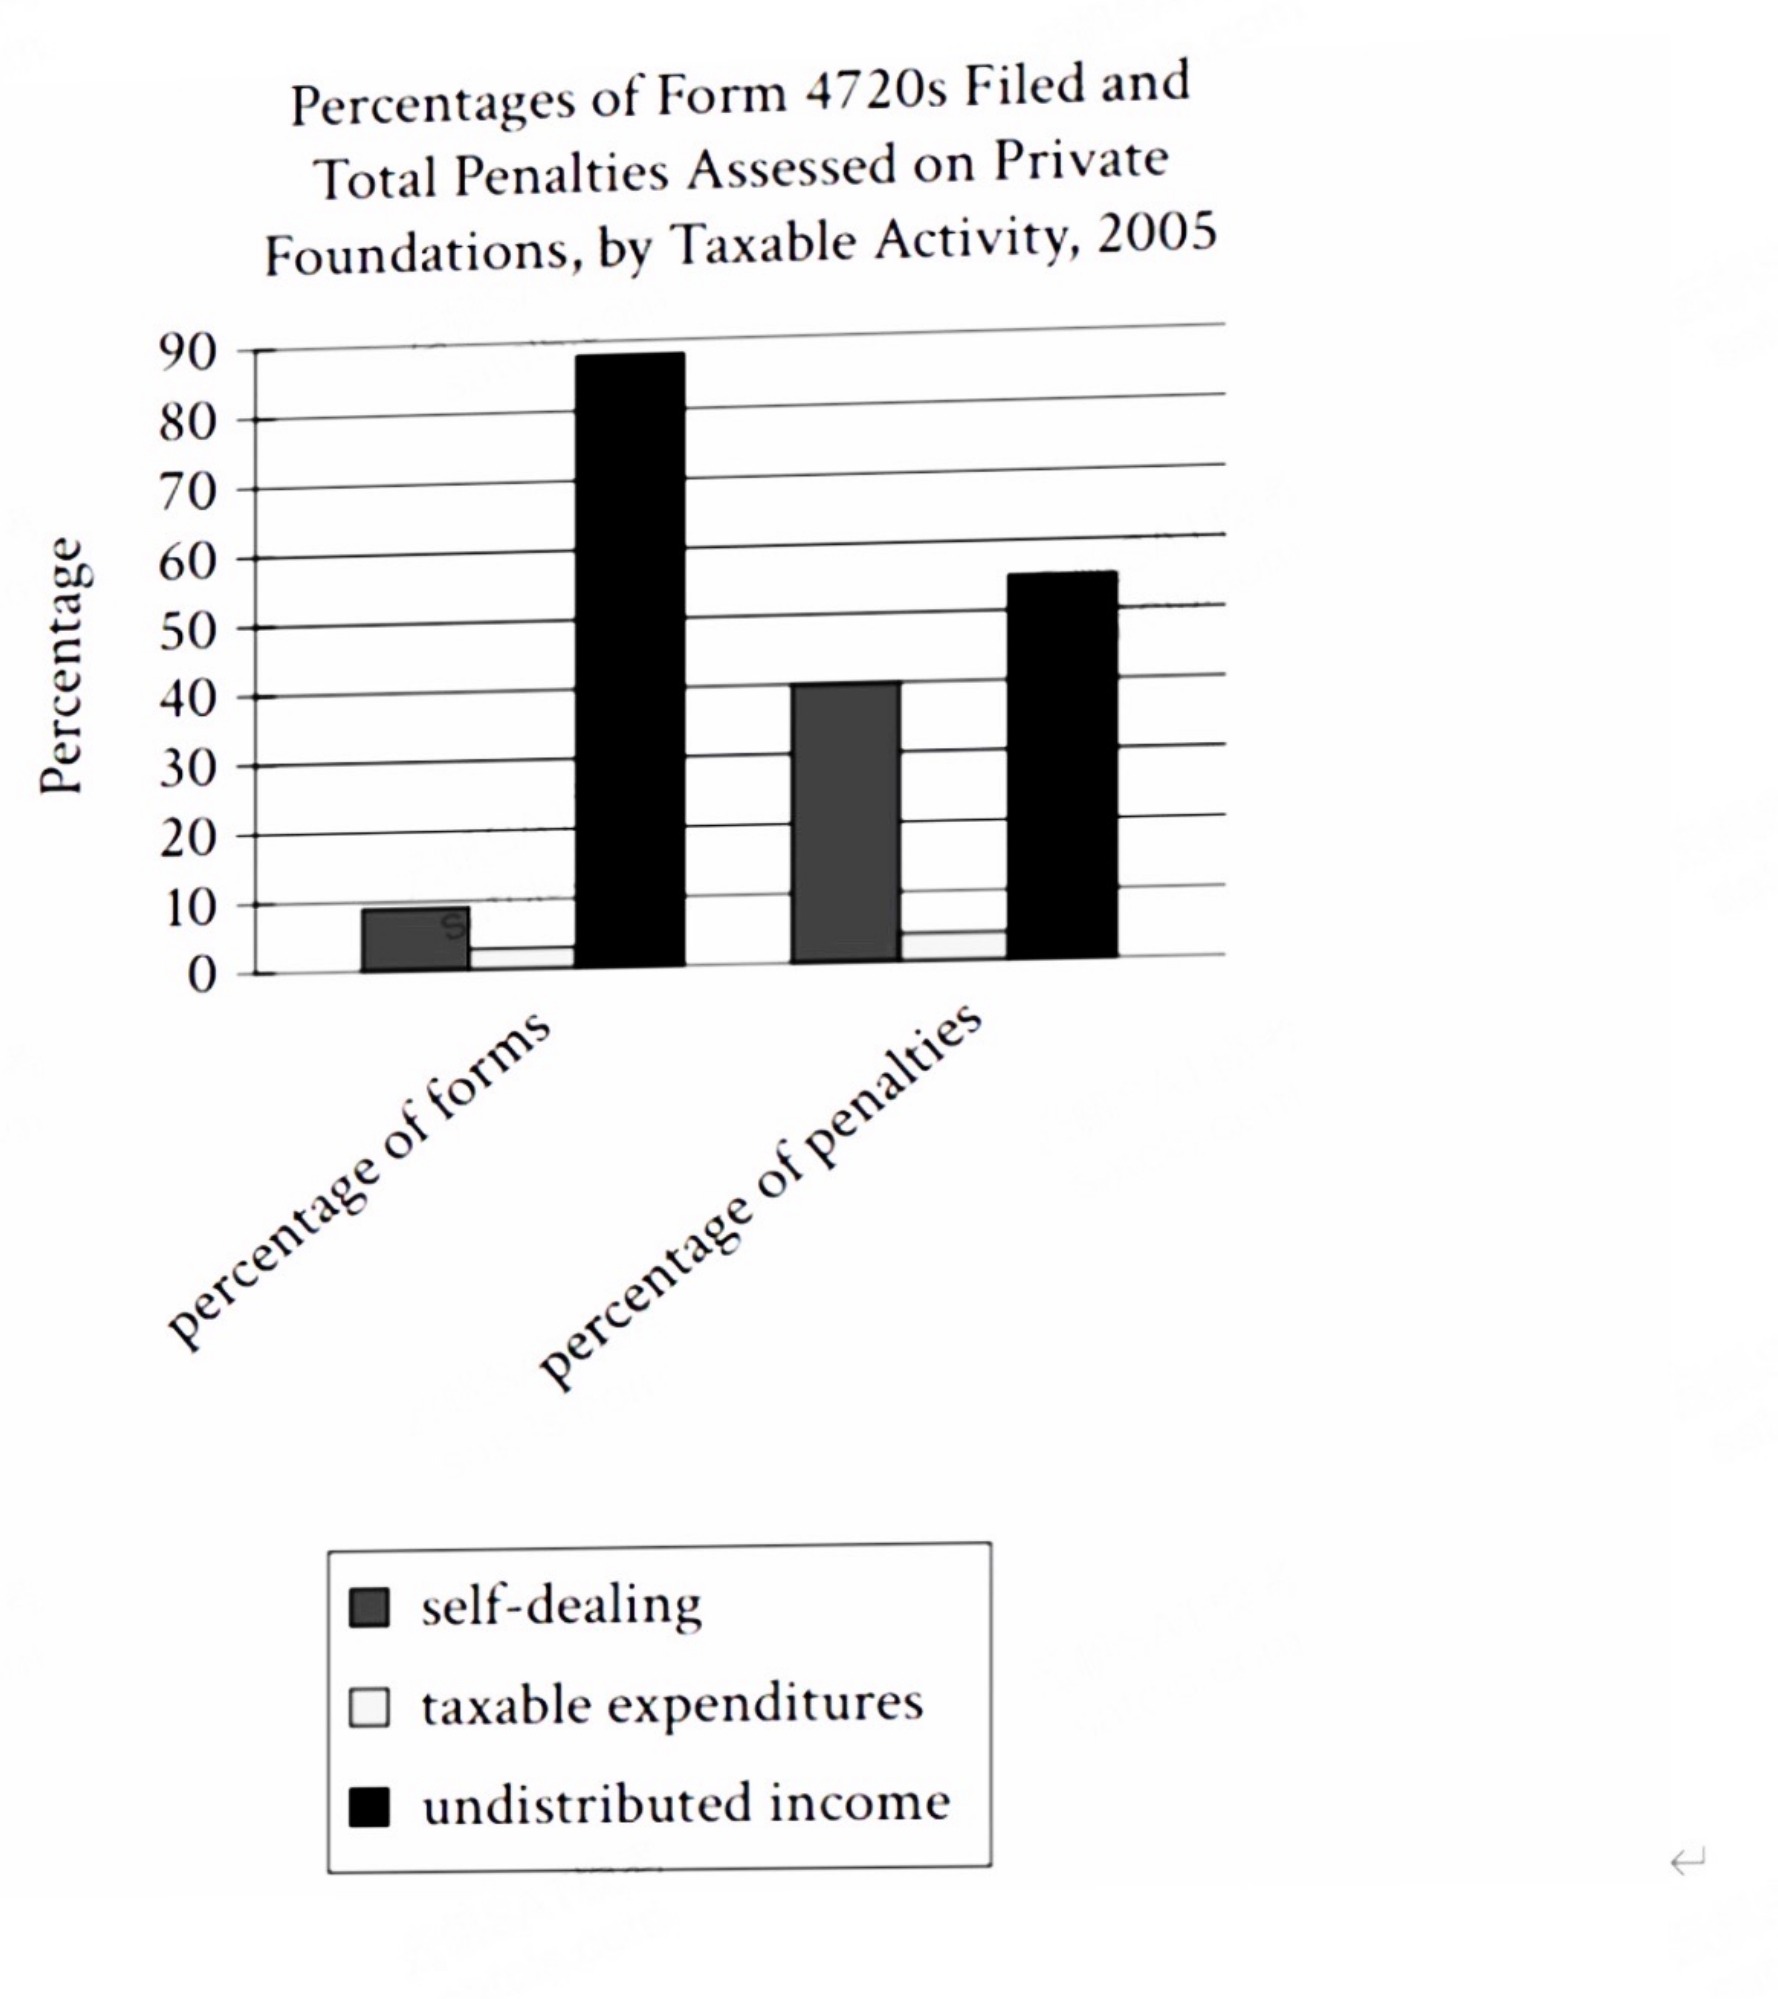 Percentages of Form 4720s Filed and
Total Penalties Assessed on Private
Foundations, by Taxable Activity, 2005
Percentage
90
80
70
60
50
40
30
20
10
0
percentage of forms
percentage of penalties
self-dealing
taxable expenditures
undistributed income